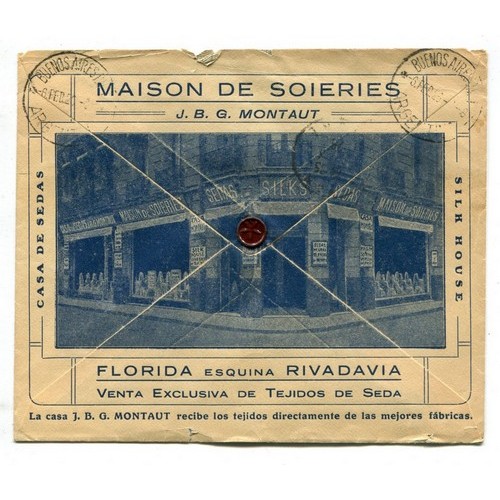 BUENOS AIRES
BUENOS AIRES
MAISON DE SOIERIES
J. B. G. MONTAUT
CASA DE SEDAS
SEDAS SILKS
MAISON DE SOIERIES
MAISON DE SOIERIES
SILK HOUSE
FLORIDA ESQUINA RIVADAVIA
VENTA EXCLUSIVA DE TEJIDOS DE SEDA
La casa J. B. G. MONTAUT recibe los tejidos directamente de las mejores fábricas.